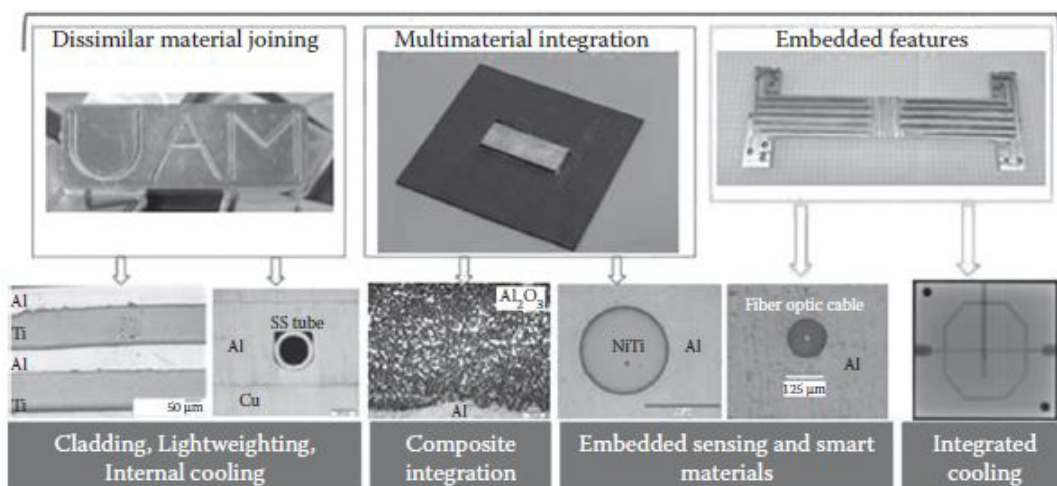 Dissimilar material joining
Multimaterial integration
Embedded features
UAM
Al
Ti
Al
Ti
50 μm
SS tube
Al
Cu
Al2O3
Al
NiTi
Al
Fiber optic cable
Al
125 μm
Cladding, Lightweighting,
Internal cooling
Composite
integration
Embedded sensing and smart
materials
Integrated
cooling